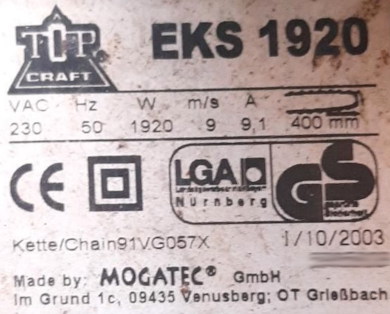 TOP
CRAFT
EKS 1920
VAC Hz W m/s A
230 50 1920 9 9,1 400 mm
CE
LGA
Nürnberg
GS
Kette/Chain91VG057X 1/10/2003
Made by: MOGATEC® GmbH
Im Grund 1c, 09435 Venusberg; OT Grießbach